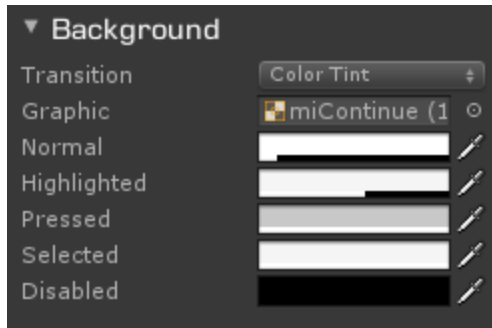 Background
Transition Color Tint
Graphic miContinue (1
Normal
Highlighted
Pressed
Selected
Disabled